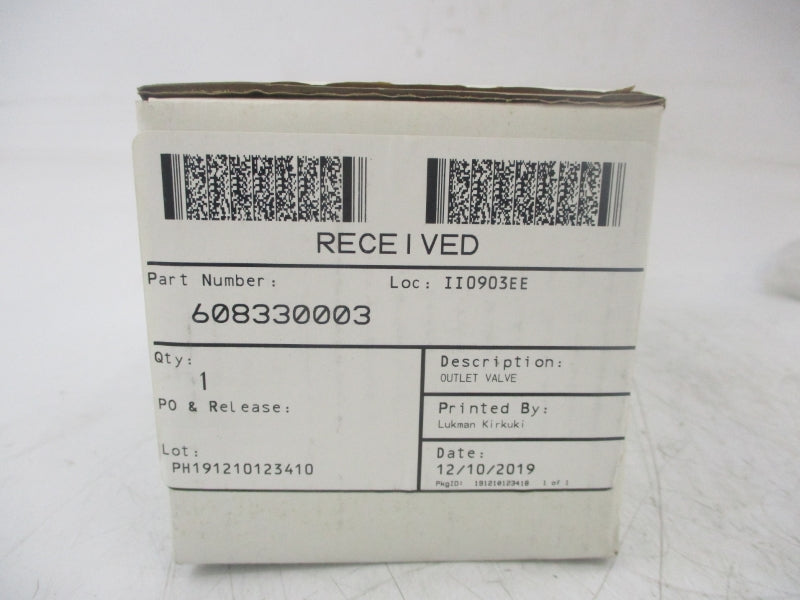 RECEIVED
Part Number: Loc: II0903EE
608330003
Qty:
1
PO & Release:
Lot:
PH191210123410
Description:
OUTLET VALVE
Printed By:
Lukman Kirkuki
Date:
12/10/2019
PkgID: 191210123418 1 of 1